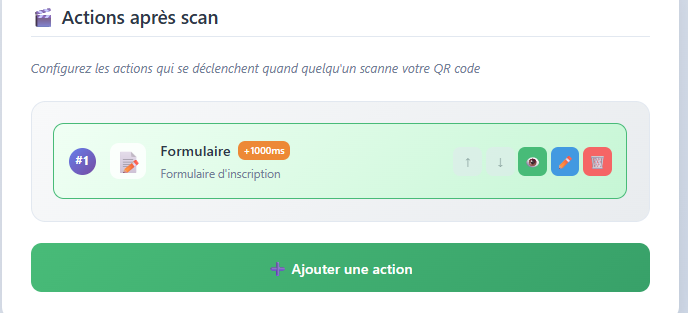 Actions après scan
Configurez les actions qui se déclenchent quand quelqu'un scanne votre QR code
#1
Formulaire +1000ms
Formulaire d'inscription
↑ ↓
+ Ajouter une action